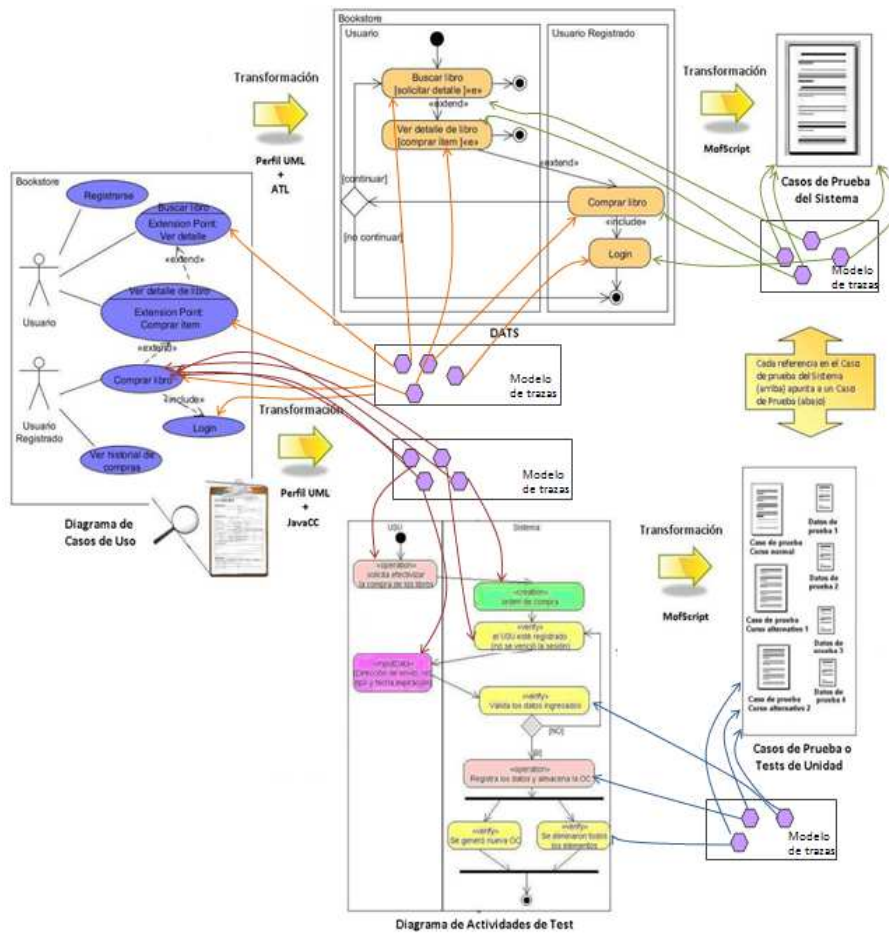 Bookstore
Usuario
Usuario Registrado
Buscar libro
[solicitar detalle ]«e»
«extend»
Ver detalle de libro
[comprar ítem]«e»
«extend»
[continuar]
[no continuar]
Comprar libro
«include»
Login
DATS
Transformación
Perfil UML
+
ATL
Transformación
MofScript
Casos de Prueba
del Sistema
Modelo
de trazas
Bookstore
Registrarse
Buscar libro
Extension Point:
Ver detalle
«extend»
Ver detalle de libro
Extension Point:
Comprar ítem
«extend»
Comprar libro
«include»
Login
Ver historial de
compras
Usuario
Usuario
Registrado
Diagrama de
Casos de Uso
Modelo
de trazas
Transformación
Perfil UML
+
JavaCC
Modelo
de trazas
Cada referencia en el Caso
de prueba del Sistema
(arriba) apunta a un Caso
de Prueba (abajo)
USU
Sistema
«operation»
solicita efectivizar
la compra de los libros
«creation»
orden de compra
«verify»
el USU esté registrado
(no se venció la sesión)
«inputData»
«verify»
Valida los datos ingresados
[NO]
«operation»
Registra los datos y almacena la OC
«verify»
Se generó nueva OC
«verify»
Se eliminaron todos
los elementos
Diagrama de Actividades de Test
Transformación
MofScript
Caso de prueba
Curso normal
Datos de
prueba 1
Datos de
prueba 2
Caso de prueba
Curso alternativo 1
Datos de
prueba 3
Caso de prueba
Curso alternativo 2
Datos de
prueba 4
Casos de Prueba o
Tests de Unidad
Modelo
de trazas